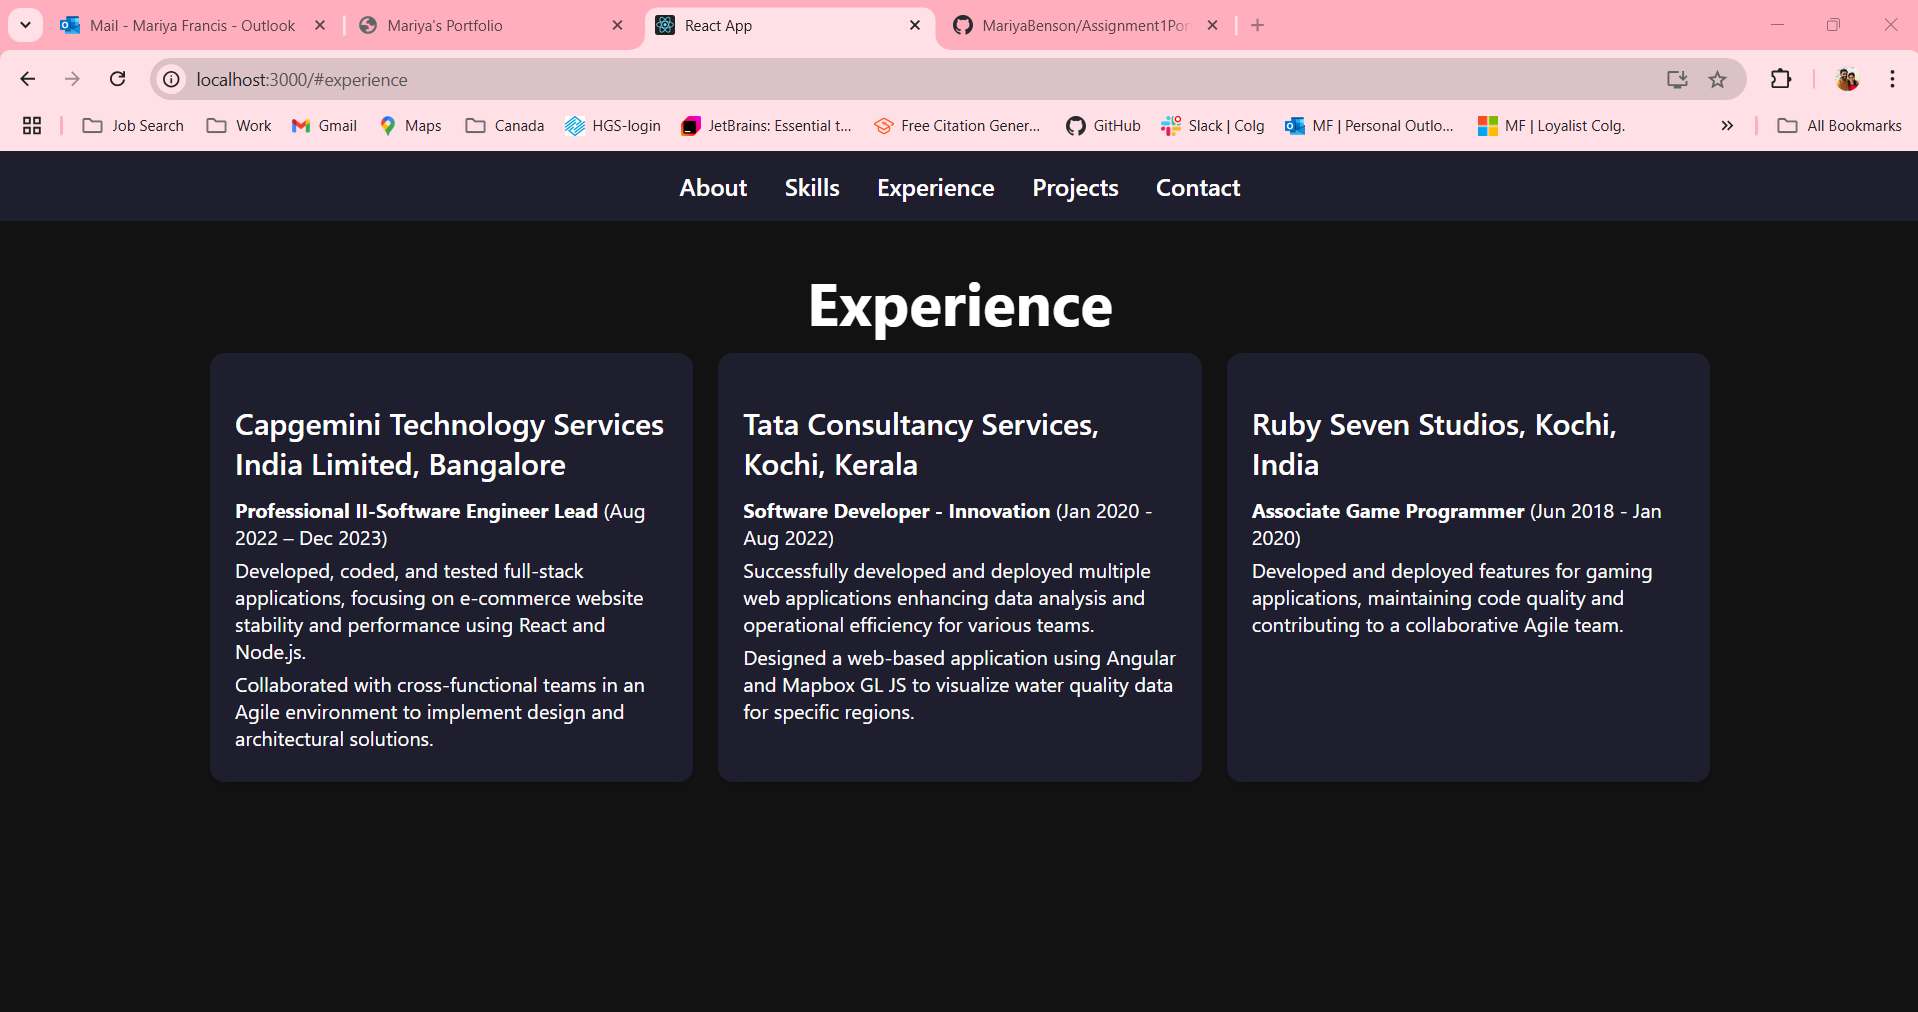 Mail - Mariya Francis - Outlook
Mariya's Portfolio
React App
MariyaBenson/Assignment1Por
localhost:3000/#experience
Job Search
Work
Gmail
Maps
Canada
HGS-login
JetBrains: Essential t...
Free Citation Gener...
GitHub
Slack | Colg
MF | Personal Outlo...
MF | Loyalist Colg.
All Bookmarks
About
Skills
Experience
Projects
Contact
Experience
Capgemini Technology Services
India Limited, Bangalore
Professional II-Software Engineer Lead (Aug
2022 – Dec 2023)
Developed, coded, and tested full-stack
applications, focusing on e-commerce website
stability and performance using React and
Node.js.
Collaborated with cross-functional teams in an
Agile environment to implement design and
architectural solutions.
Tata Consultancy Services,
Kochi, Kerala
Software Developer - Innovation (Jan 2020 -
Aug 2022)
Successfully developed and deployed multiple
web applications enhancing data analysis and
operational efficiency for various teams.
Designed a web-based application using Angular
and Mapbox GL JS to visualize water quality data
for specific regions.
Ruby Seven Studios, Kochi,
India
Associate Game Programmer (Jun 2018 - Jan
2020)
Developed and deployed features for gaming
applications, maintaining code quality and
contributing to a collaborative Agile team.